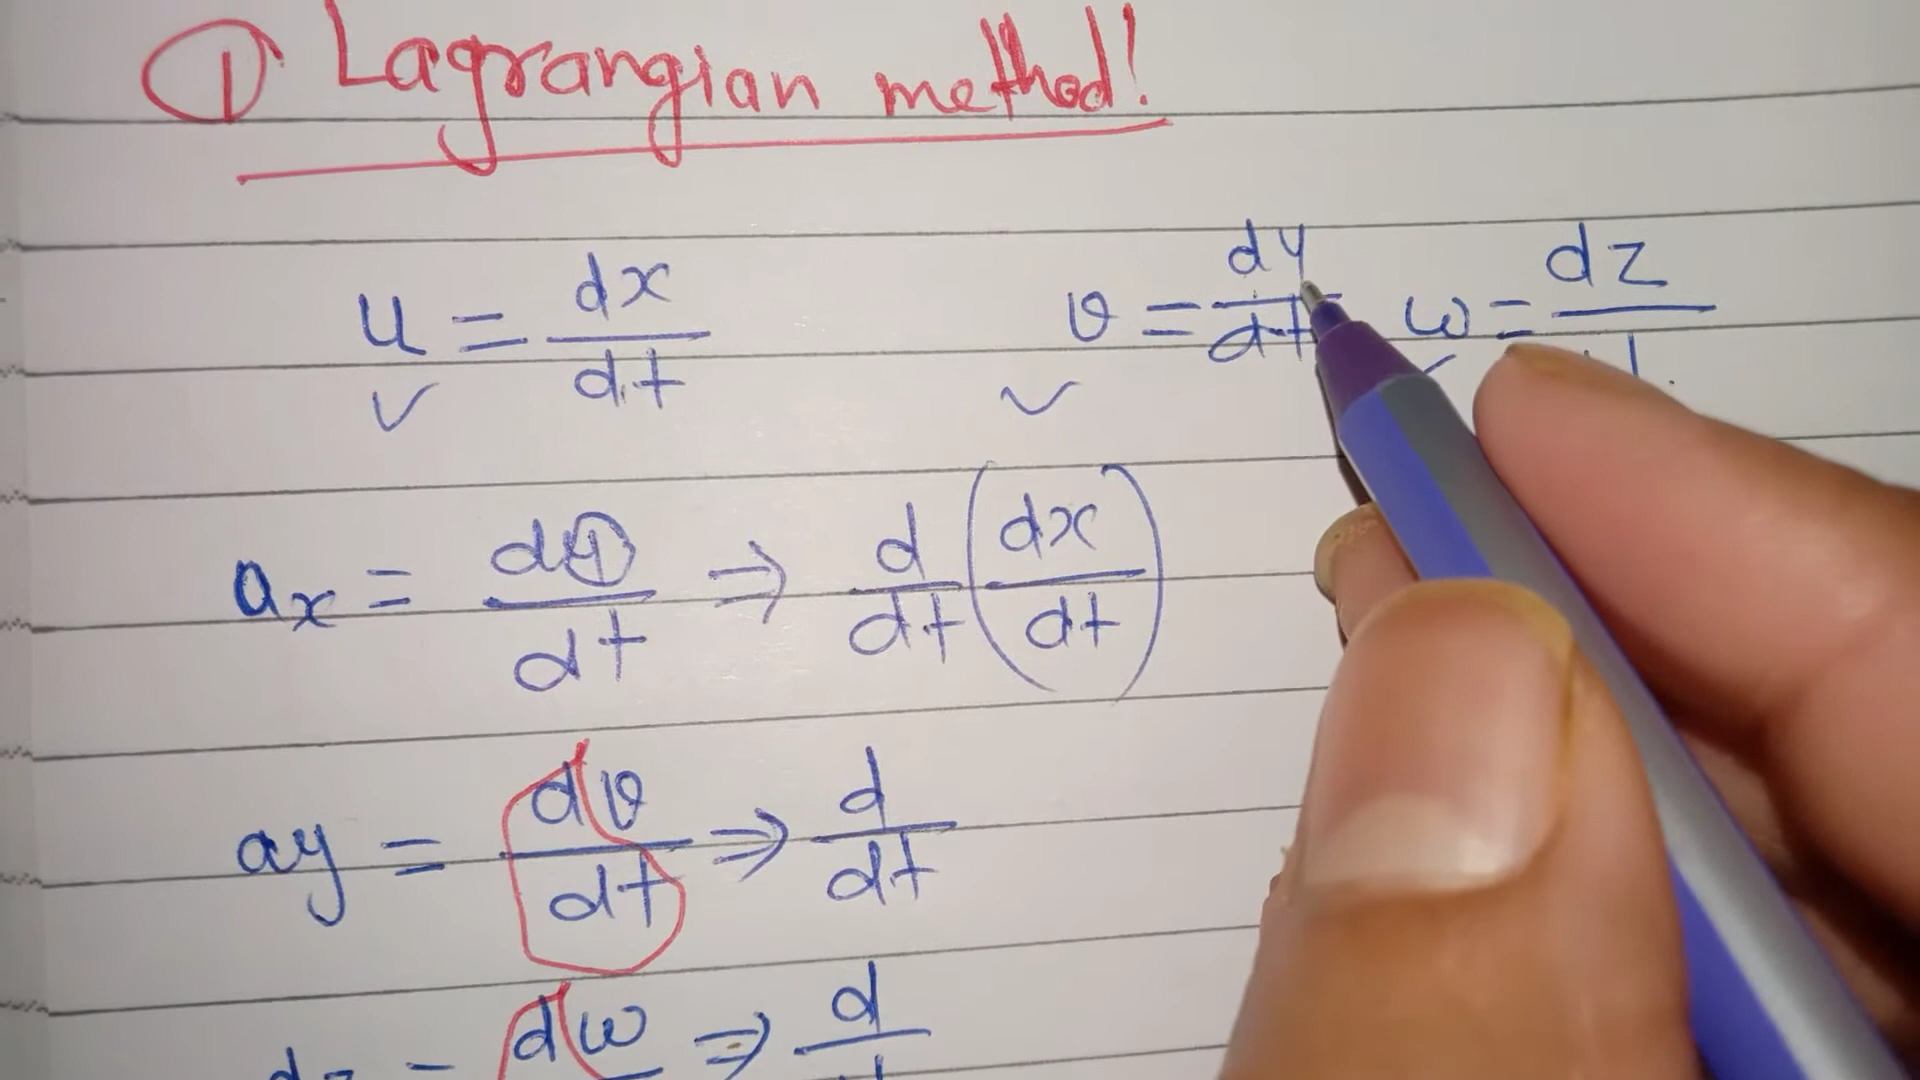 ① Lagrangian method!
u = dx/dt v = dy/dt w = dz/
ax = du/dt ⇒ d/dt (dx/dt)
ay = dv/dt ⇒ d/dt
dw ⇒ d